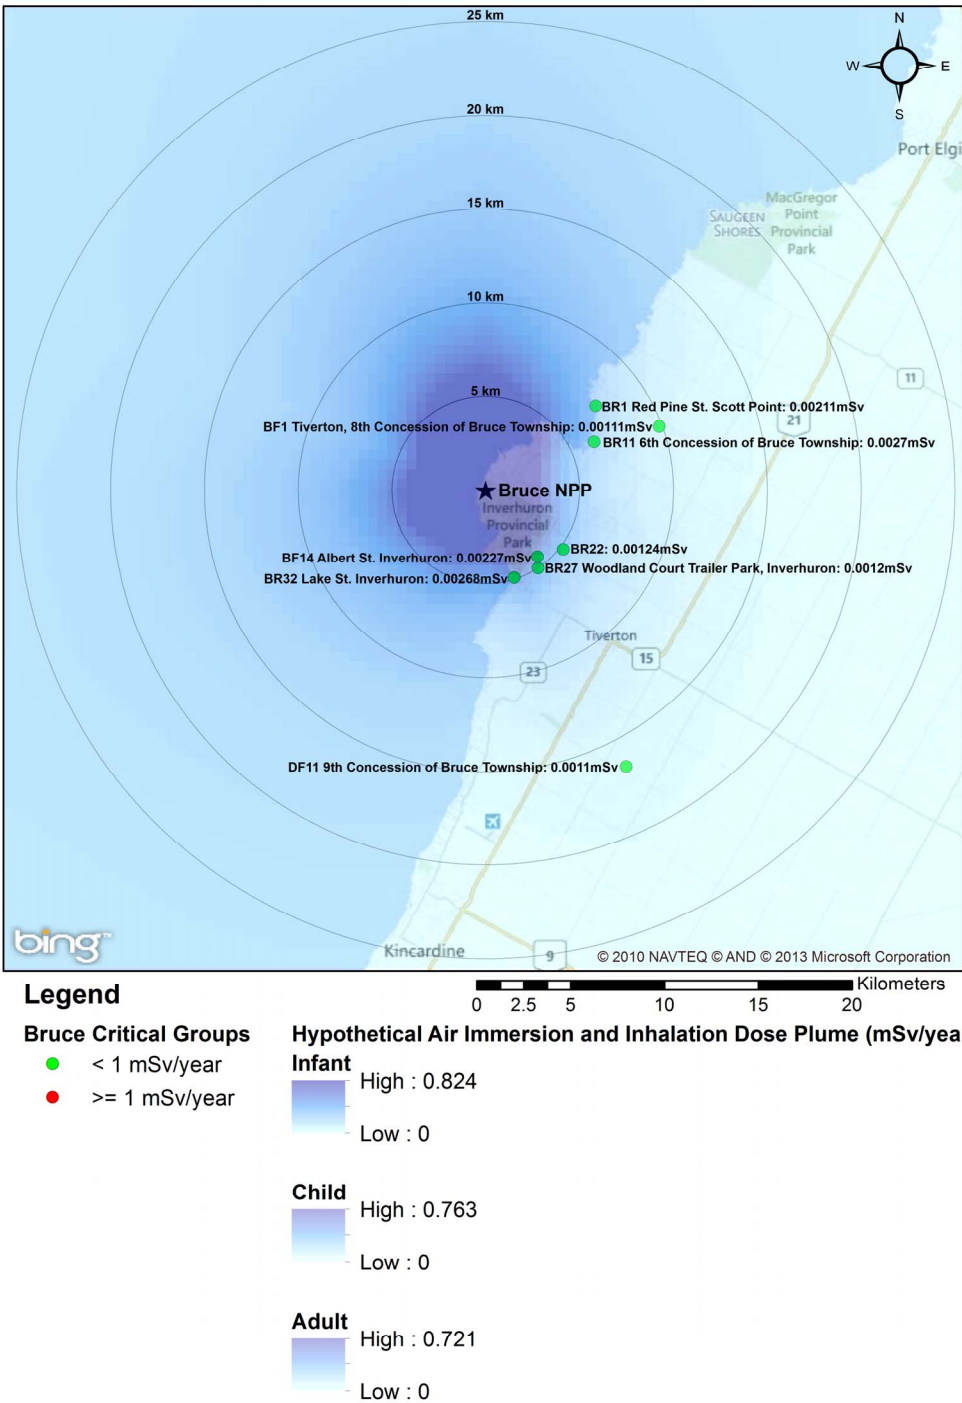 25 km
N
W
E
S
20 km
Port Elgi
15 km
MacGregor
Point
Provincial
Park
SAUGEEN
SHORES
10 km
11
5 km
BR1 Red Pine St. Scott Point: 0.00211mSv
21
BF1 Tiverton, 8th Concession of Bruce Township: 0.00111mSv
BR11 6th Concession of Bruce Township: 0.0027mSv
Bruce NPP
Inverhuron
Provincial
Park
BR22: 0.00124mSv
BF14 Albert St. Inverhuron: 0.00227mSv
BR27 Woodland Court Trailer Park, Inverhuron: 0.0012mSv
BR32 Lake St. Inverhuron: 0.00268mSv
Tiverton
15
23
DF11 9th Concession of Bruce Township: 0.0011mSv
bing™
Kincardine
9
© 2010 NAVTEQ © AND © 2013 Microsoft Corporation
Legend
Kilometers
0 2.5 5 10 15 20
Bruce Critical Groups
< 1 mSv/year
>= 1 mSv/year
Hypothetical Air Immersion and Inhalation Dose Plume (mSv/yea
Infant
High : 0.824
Low : 0
Child
High : 0.763
Low : 0
Adult
High : 0.721
Low : 0